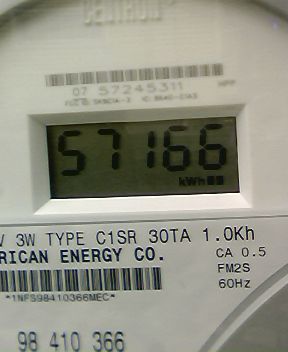 CENTRON
07 57245311
57166
kWh
V 3W TYPE C1SR 30TA 1.0Kh
RICAN ENERGY CO.
CA 0.5
FM2S
60Hz
*1NFS98410366MEC*
98 410 366